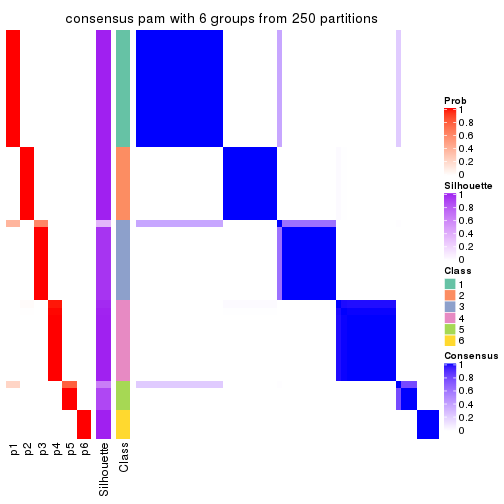 consensus pam with 6 groups from 250 partitions
Prob
1
0.8
0.6
0.4
0.2
0
Silhouette
1
0.8
0.6
0.4
0.2
0
Class
1
2
3
4
5
6
Consensus
1
0.8
0.6
0.4
0.2
0
p1
p2
p3
p4
p5
p6
Silhouette
Class